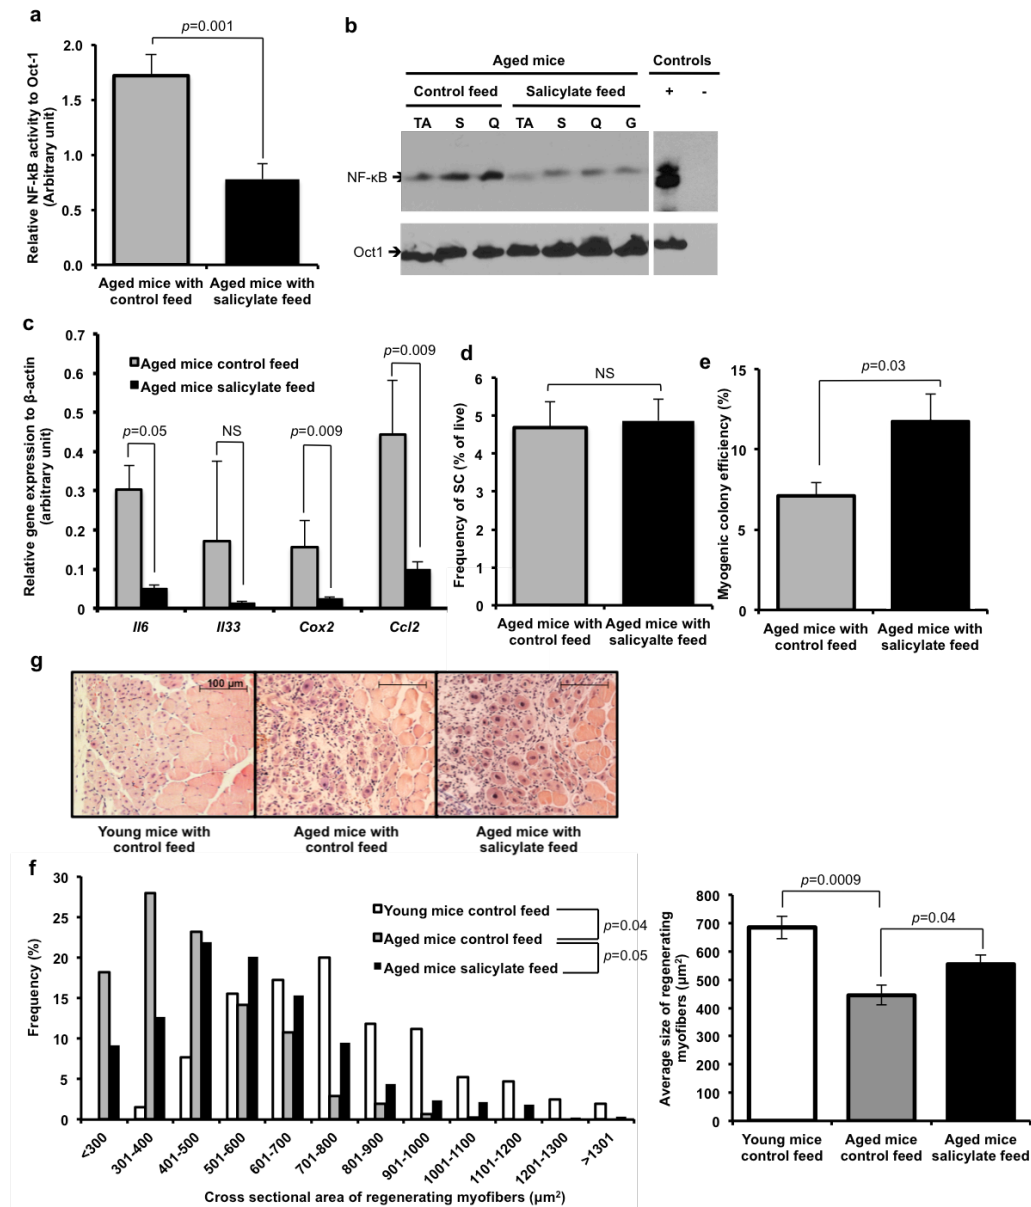 a
p=0.001
2.0
1.5
1.0
0.5
0.0
Relative NF-kB activity to Oct-1
(Arbitrary unit)
Aged mice with
control feed
Aged mice with
salicylate feed
b
Aged mice
Controls
Control feed
Salicylate feed
+
-
TA S Q TA S Q G
NF-κB
Oct1
c
0.7
0.6
0.5
0.4
0.3
0.2
0.1
0
Relative gene expression to β-actin
(arbitrary unit)
Aged mice control feed
Aged mice salicylate feed
p=0.05
NS
p=0.009
p=0.009
Il6
Il33
Cox2
Ccl2
d
6
5
4
3
2
1
0
Frequency of SC (% of live)
NS
Aged mice with
control feed
Aged mice with
salicyalte feed
e
15
10
5
0
Myogenic colony efficiency (%)
p=0.03
Aged mice with
control feed
Aged mice with
salicylate feed
g
100 µm
Young mice with
control feed
Aged mice with
control feed
Aged mice with
salicylate feed
f
30
25
20
15
10
5
0
Frequency (%)
Young mice control feed
Aged mice control feed
Aged mice salicylate feed
p=0.04
p=0.05
<300
301-400
401-500
501-600
601-700
701-800
801-900
901-1000
1001-1100
1101-1200
1201-1300
>1301
Cross sectional area of regenerating myofibers (µm²)
800
700
600
500
400
300
200
100
0
Average size of regenerating
myofibers (µm²)
p=0.0009
p=0.04
Young mice
control feed
Aged mice
control feed
Aged mice
salicylate feed